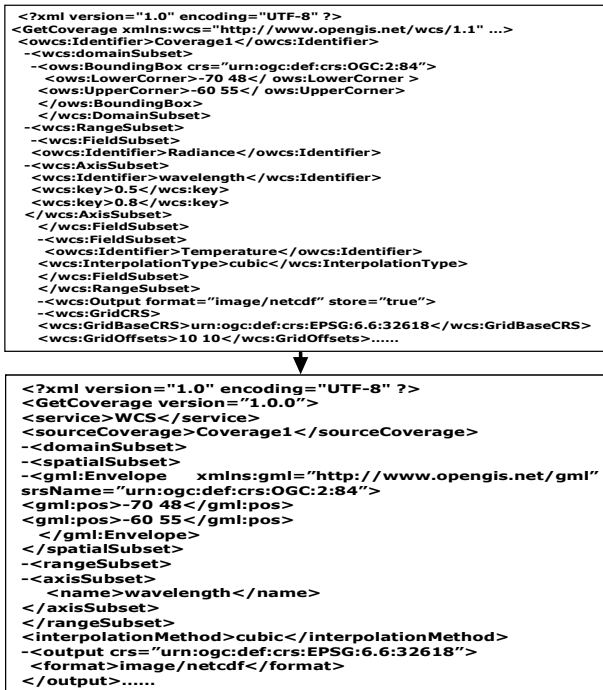 <?xml version="1.0" encoding="UTF-8" ?>
<GetCoverage xmlns:wcs="http://www.opengis.net/wcs/1.1" ...>
<owcs:Identifier>Coverage1</owcs:Identifier>
-<wcs:domainSubset>
-<ows:BoundingBox crs="urn:ogc:def:crs:OGC:2:84">
<ows:LowerCorner>-70 48</ ows:LowerCorner >
<ows:UpperCorner>-60 55</ ows:UpperCorner>
</ows:BoundingBox>
</wcs:DomainSubset>
-<wcs:RangeSubset>
-<wcs:FieldSubset>
<owcs:Identifier>Radiance</owcs:Identifier>
-<wcs:AxisSubset>
<wcs:Identifier>wavelength</wcs:Identifier>
<wcs:key>0.5</wcs:key>
<wcs:key>0.8</wcs:key>
</wcs:AxisSubset>
</wcs:FieldSubset>
-<wcs:FieldSubset>
<owcs:Identifier>Temperature</owcs:Identifier>
<wcs:InterpolationType>cubic</wcs:InterpolationType>
</wcs:FieldSubset>
</wcs:RangeSubset>
-<wcs:Output format="image/netcdf" store="true">
-<wcs:GridCRS>
<wcs:GridBaseCRS>urn:ogc:def:crs:EPSG:6.6:32618</wcs:GridBaseCRS>
<wcs:GridOffsets>10 10</wcs:GridOffsets>......
<?xml version="1.0" encoding="UTF-8" ?>
<GetCoverage version="1.0.0">
<service>WCS</service>
<sourceCoverage>Coverage1</sourceCoverage>
-<domainSubset>
-<spatialSubset>
-<gml:Envelope xmlns:gml="http://www.opengis.net/gml"
srsName="urn:ogc:def:crs:OGC:2:84">
<gml:pos>-70 48</gml:pos>
<gml:pos>-60 55</gml:pos>
</gml:Envelope>
</spatialSubset>
-<rangeSubset>
-<axisSubset>
<name>wavelength</name>
</axisSubset>
</rangeSubset>
<interpolationMethod>cubic</interpolationMethod>
-<output crs="urn:ogc:def:crs:EPSG:6.6:32618">
<format>image/netcdf</format>
</output>......